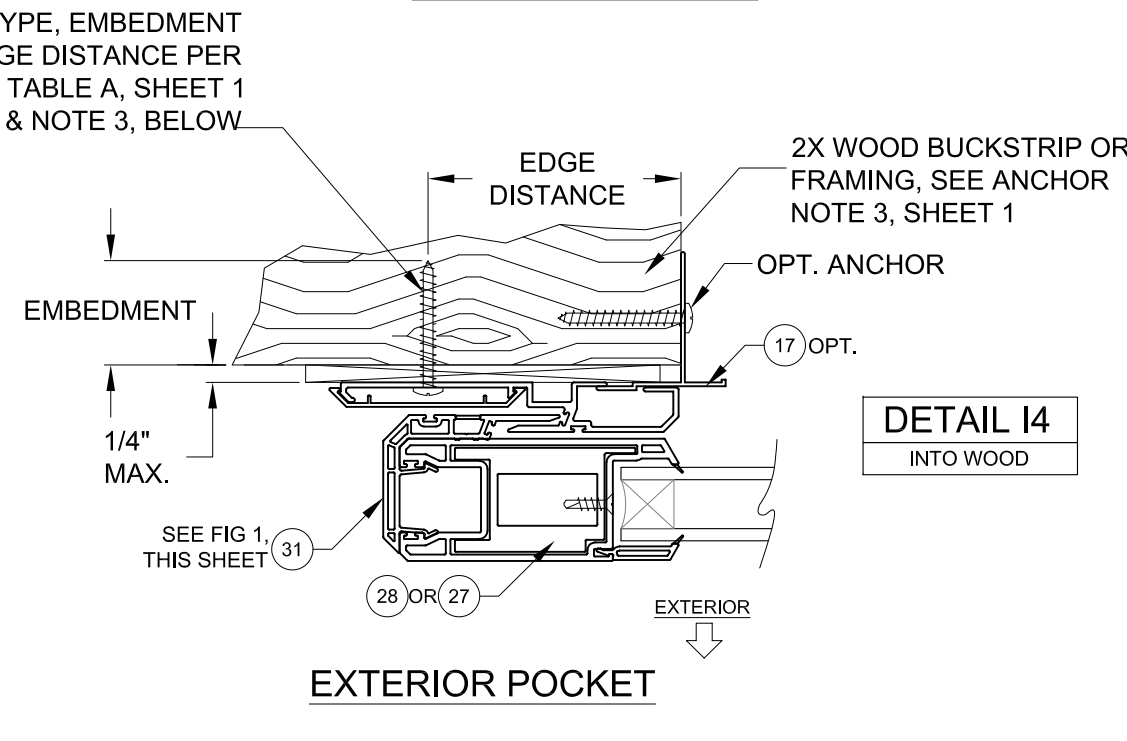 YPE, EMBEDMENT
GE DISTANCE PER
TABLE A, SHEET 1
& NOTE 3, BELOW
EDGE
DISTANCE
2X WOOD BUCKSTRIP OR
FRAMING, SEE ANCHOR
NOTE 3, SHEET 1
OPT. ANCHOR
EMBEDMENT
17 OPT.
1/4"
MAX.
DETAIL I4
INTO WOOD
SEE FIG 1,
THIS SHEET 31
28 OR 27
EXTERIOR
EXTERIOR POCKET